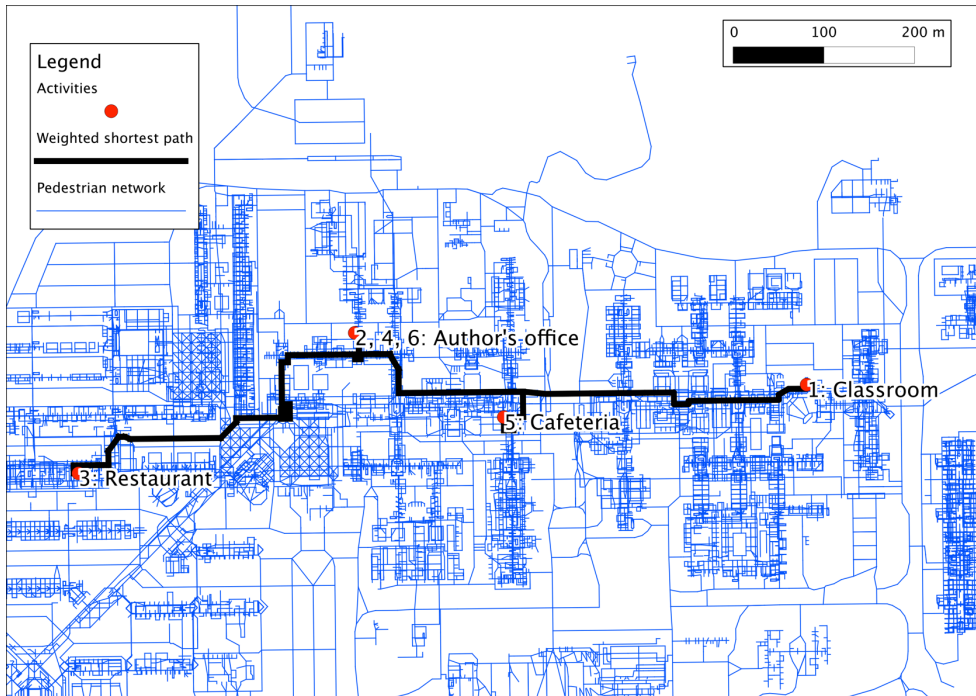 Legend
Activities
Weighted shortest path
Pedestrian network
0 100 200 m
2, 4, 6: Author's office
1: Classroom
5: Cafeteria
3: Restaurant